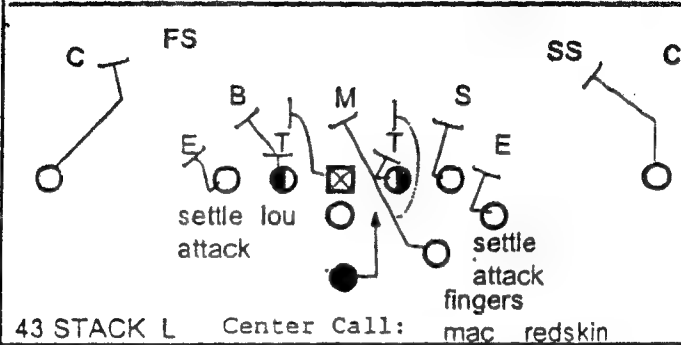 FS
C
SS
C
B
M
S
E
T
T
E
settle lou
attack
settle
attack
fingers
mac redskin
43 STACK L Center Call: